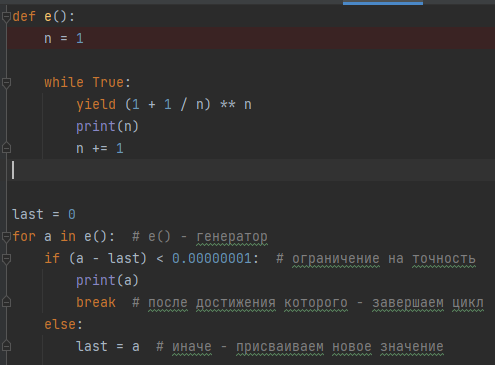 def e():
    n = 1
    while True:
        yield (1 + 1 / n) ** n
        print(n)
        n += 1
last = 0
for a in e():  # e() - генератор
    if (a - last) < 0.00000001:  # ограничение на точность
        print(a)
        break  # после достижения которого - завершаем цикл
    else:
        last = a  # иначе - присваиваем новое значение